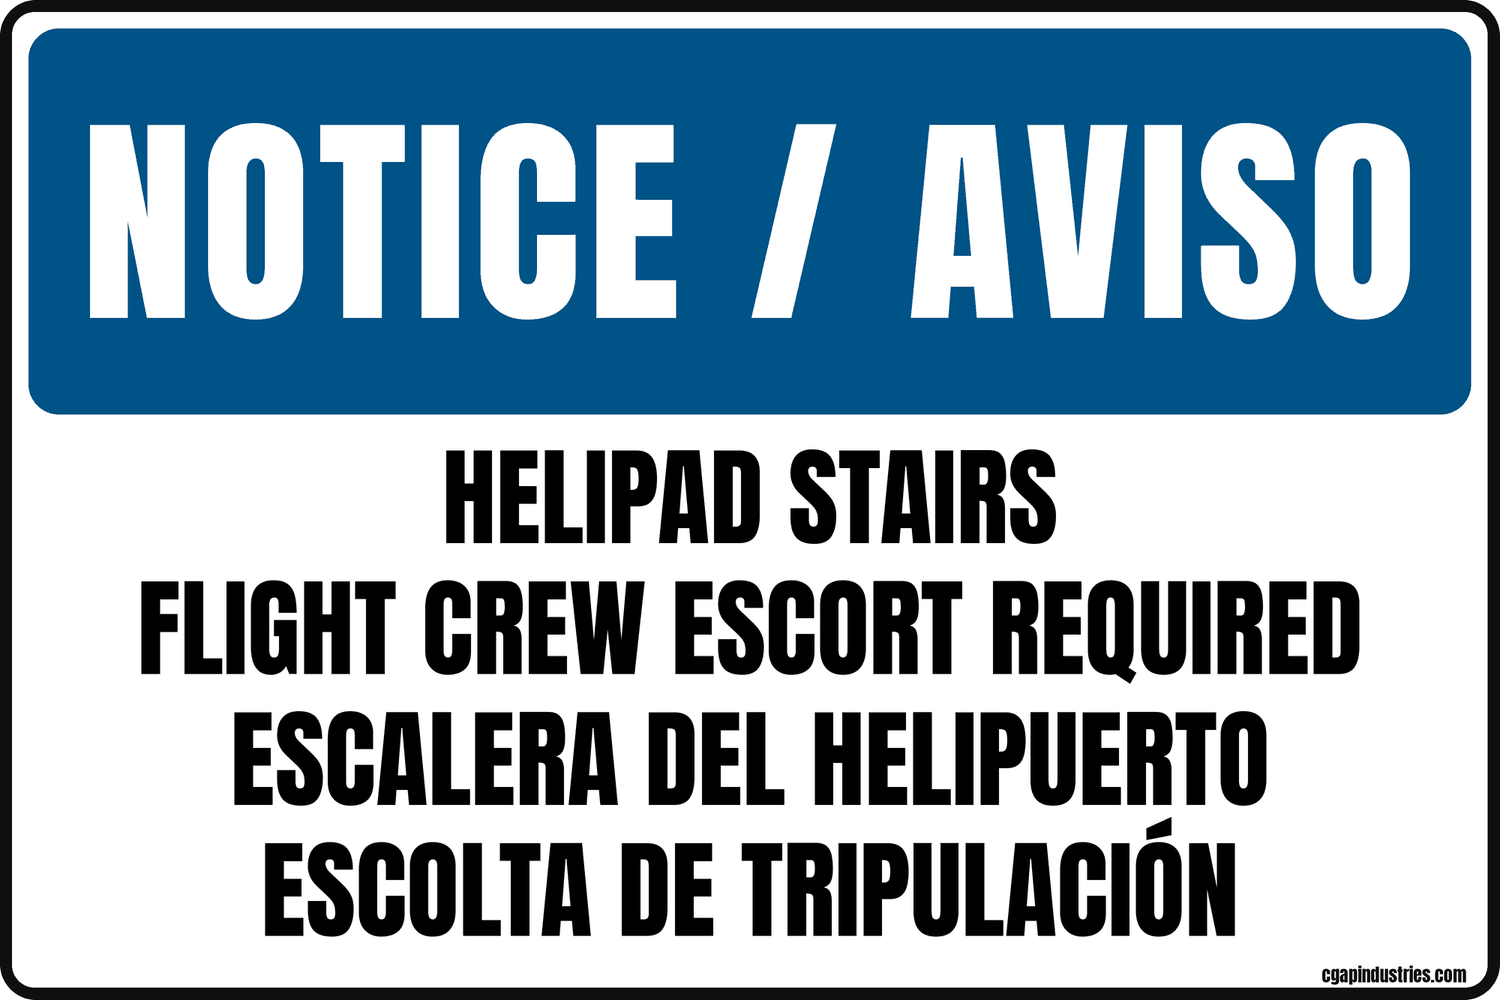 NOTICE / AVISO
HELIPAD STAIRS
FLIGHT CREW ESCORT REQUIRED
ESCALERA DEL HELIPUERTO
ESCOLTA DE TRIPULACIÓN
cgapindustries.com